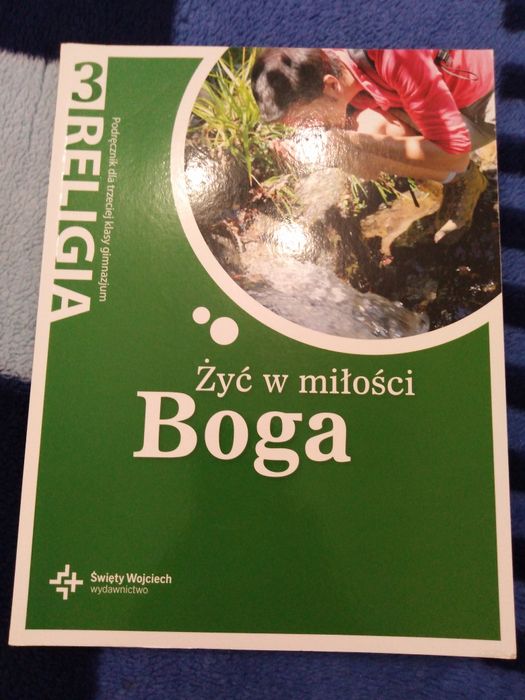 3 RELIGIA
Podręcznik dla trzeciej klasy gimnazjum
Żyć w miłości
Boga
Święty Wojciech
wydawnictwo